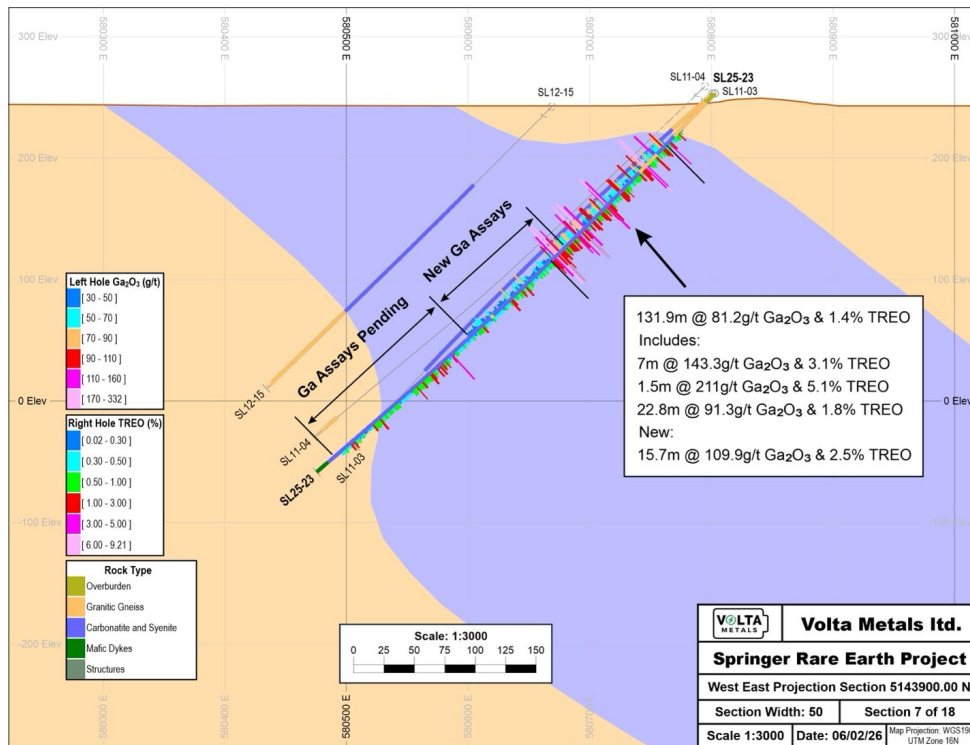 580300 E
580400 E
580500 E
580600 E
580700 E
580800 E
580900 E
581000 E
300 Elev
300 Elev
SL11-04
SL25-23
SL11-03
SL12-15
200 Elev
200 Elev
New Ga Assays
Ga Assays Pending
100 Elev
100 Elev
Left Hole Ga₂O₃ (g/t)
[ 30 - 50 ]
[ 50 - 70 ]
[ 70 - 90 ]
[ 90 - 110 ]
[ 110 - 160 ]
[ 170 - 332 ]
131.9m @ 81.2g/t Ga₂O₃ & 1.4% TREO
Includes:
7m @ 143.3g/t Ga₂O₃ & 3.1% TREO
1.5m @ 211g/t Ga₂O₃ & 5.1% TREO
22.8m @ 91.3g/t Ga₂O₃ & 1.8% TREO
New:
15.7m @ 109.9g/t Ga₂O₃ & 2.5% TREO
0 Elev
0 Elev
SL12-15
SL11-04
SL11-03
SL25-23
Right Hole TREO (%)
[ 0.02 - 0.30 ]
[ 0.30 - 0.50 ]
[ 0.50 - 1.00 ]
[ 1.00 - 3.00 ]
[ 3.00 - 5.00 ]
[ 6.00 - 9.21 ]
-100 Elev
-100 Elev
Rock Type
Overburden
Granitic Gneiss
Carbonatite and Syenite
Mafic Dykes
Structures
-200 Elev
Scale: 1:3000
0 25 50 75 100 125 150
580300 E
580400 E
580500 E
580600 E
580700 E
VOLTA
METALS
Volta Metals ltd.
Springer Rare Earth Project
West East Projection Section 5143900.00 N
Section Width: 50
Section 7 of 18
Scale 1:3000
Date: 06/02/26
Map Projection: WGS198
UTM Zone 16N